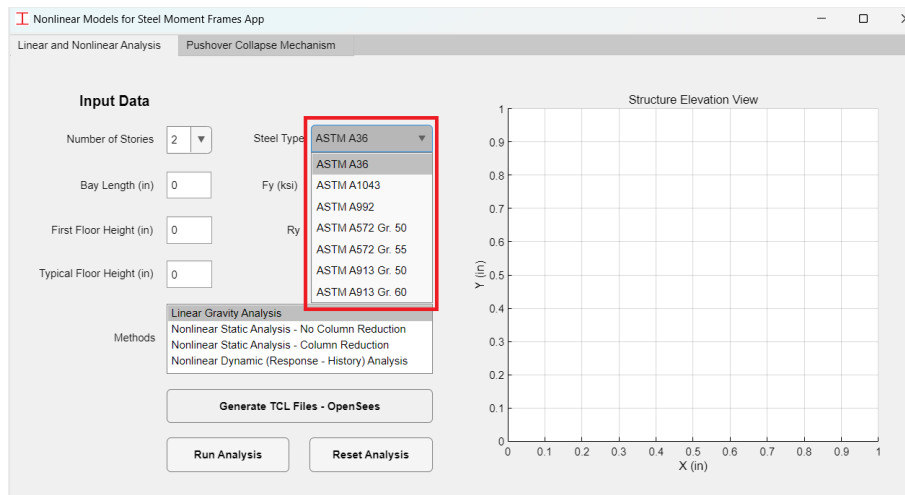 Nonlinear Models for Steel Moment Frames App
Linear and Nonlinear Analysis
Pushover Collapse Mechanism
Input Data
Number of Stories
2
Steel Type
ASTM A36
ASTM A36
ASTM A1043
ASTM A992
ASTM A572 Gr. 50
ASTM A572 Gr. 55
ASTM A913 Gr. 50
ASTM A913 Gr. 60
Bay Length (in)
0
Fy (ksi)
First Floor Height (in)
0
Ry
Typical Floor Height (in)
0
Methods
Linear Gravity Analysis
Nonlinear Static Analysis - No Column Reduction
Nonlinear Static Analysis - Column Reduction
Nonlinear Dynamic (Response - History) Analysis
Generate TCL Files - OpenSees
Run Analysis
Reset Analysis
Structure Elevation View
1
0.9
0.8
0.7
0.6
0.5
0.4
0.3
0.2
0.1
0
Y (in)
0 0.1 0.2 0.3 0.4 0.5 0.6 0.7 0.8 0.9 1
X (in)